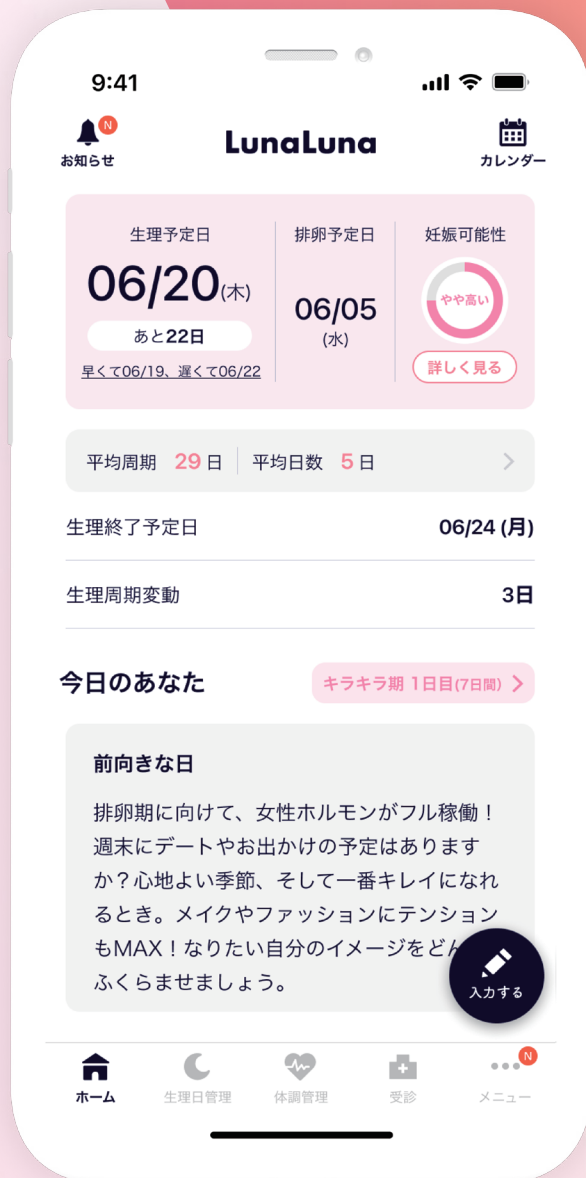 9:41
N
お知らせ
LunaLuna
カレンダー
生理予定日
06/20(木)
あと22日
早くて06/19、遅くて06/22
排卵予定日
06/05
(水)
妊娠可能性
やや高い
詳しく見る
平均周期 29日 平均日数 5日
生理終了予定日 06/24 (月)
生理周期変動 3日
今日のあなた キラキラ期 1日目(7日間)
前向きな日
排卵期に向けて、女性ホルモンがフル稼働！
週末にデートやお出かけの予定はあります
か？心地よい季節、そして一番キレイになれ
るとき。メイクやファッションにテンション
もMAX！なりたい自分のイメージをどん
ふくらませましょう。
入力する
ホーム
生理日管理
体調管理
受診
N
メニュー